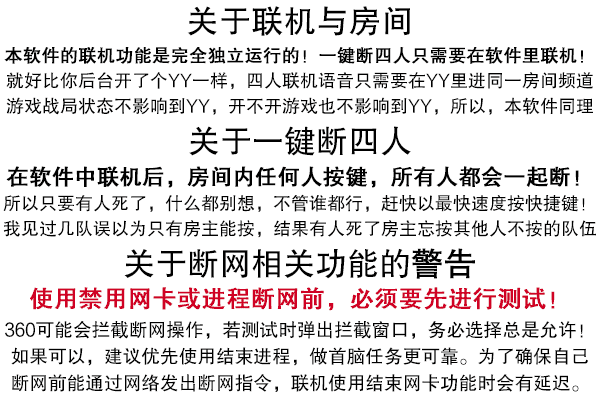 关于联机与房间
本软件的联机功能是完全独立运行的！一键断四人只需要在软件里联机！
就好比你后台开了个YY一样，四人联机语音只需要在YY里进同一房间频道
游戏战局状态不影响到YY，开不开游戏也不影响到YY，所以，本软件同理
关于一键断四人
在软件中联机后，房间内任何人按键，所有人都会一起断！
所以只要有人死了，什么都别想，不管谁都行，赶快以最快速度按快捷键！
我见过几队误以为只有房主能按，结果有人死了房主忘按其他人不按的队伍
关于断网相关功能的警告
使用禁用网卡或进程断网前，必须要先进行测试！
360可能会拦截断网操作，若测试时弹出拦截窗口，务必选择总是允许！
如果可以，建议优先使用结束进程，做首脑任务更可靠。为了确保自己
断网前能通过网络发出断网指令，联机使用结束网卡功能时会有延迟。